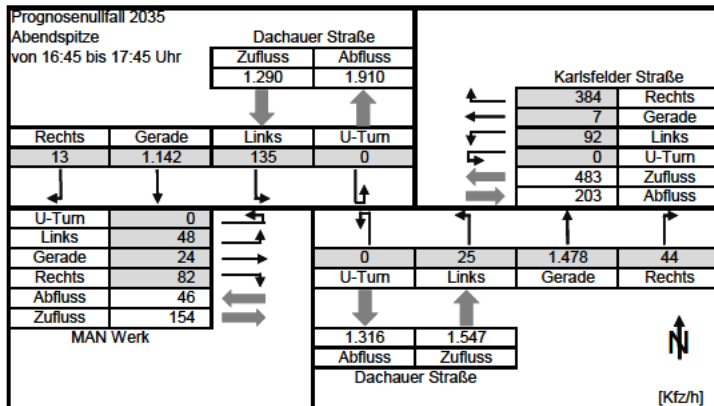 Prognosenullfall 2035
Abendspitze
von 16:45 bis 17:45 Uhr
Dachauer Straße
Zufluss Abfluss
1.290 1.910
Rechts Gerade Links U-Turn
13 1.142 135 0
Karlsfelder Straße
384 Rechts
7 Gerade
92 Links
0 U-Turn
483 Zufluss
203 Abfluss
U-Turn 0
Links 48
Gerade 24
Rechts 82
Abfluss 46
Zufluss 154
MAN Werk
0 25 1.478 44
U-Turn Links Gerade Rechts
1.316 1.547
Abfluss Zufluss
Dachauer Straße
N
[Kfz/h]